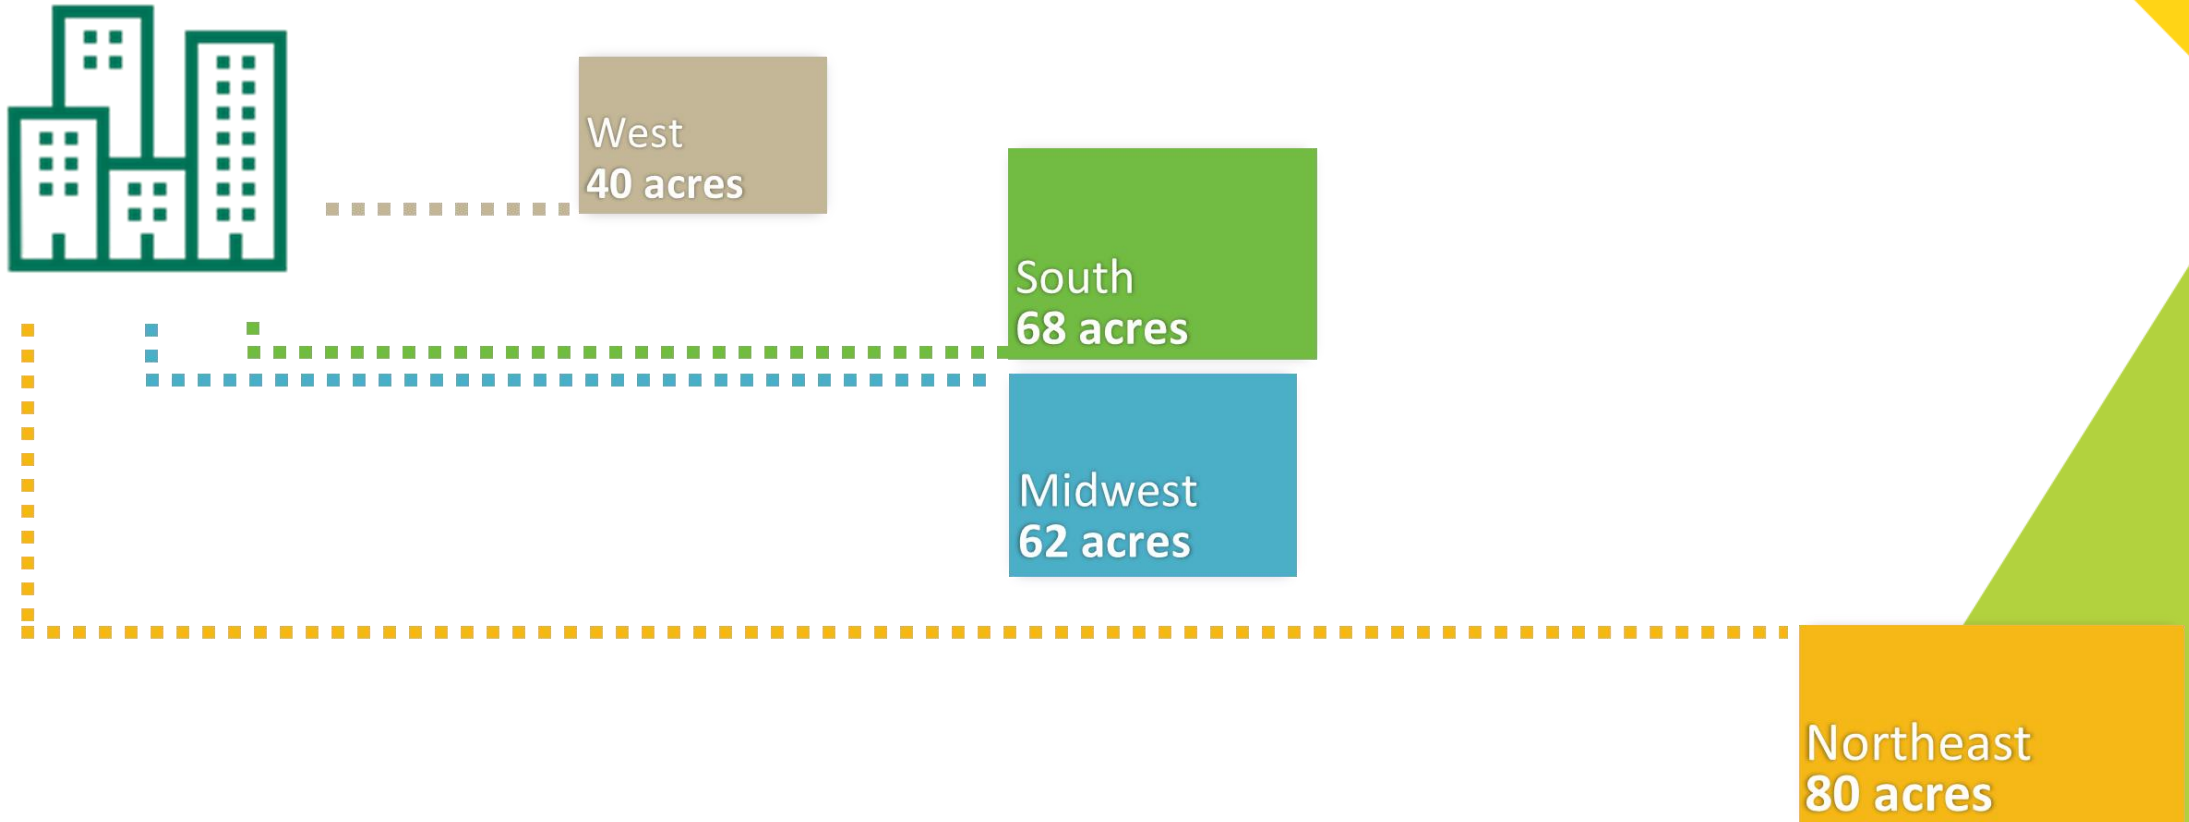 West
40 acres
South
68 acres
Midwest
62 acres
Northeast
80 acres